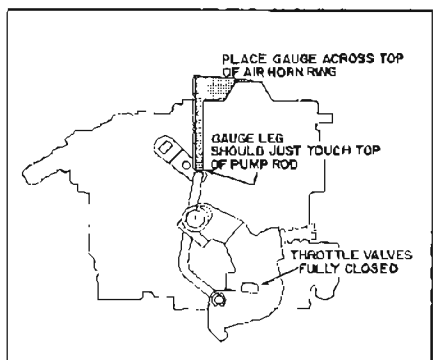 PLACE GAUGE ACROSS TOP
OF AIR HORN RING
GAUGE LEG
SHOULD JUST TOUCH TOP
OF PUMP ROD
THROTTLE VALVES
FULLY CLOSED